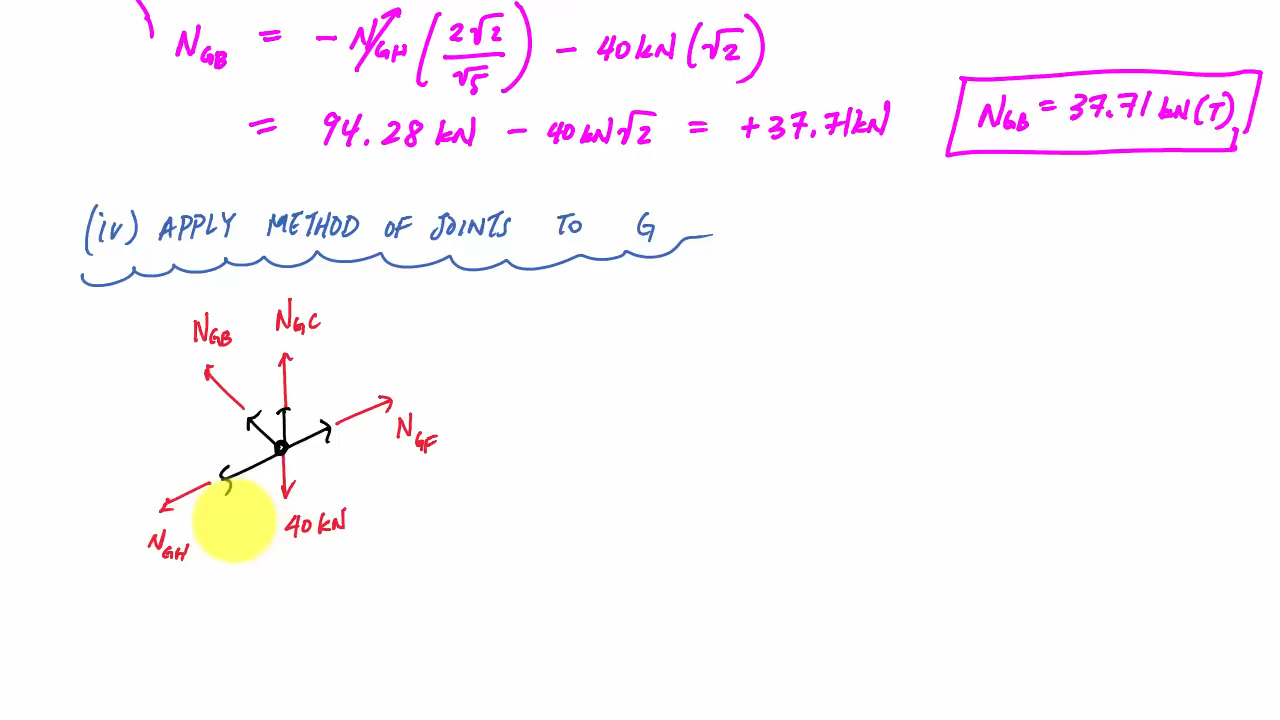 N_GB = - N_GH (2√2/√5) - 40 kN (√2)
= 94.28 kN - 40 kN √2 = +37.71 kN
N_GB = 37.71 kN (T)
(iv) APPLY METHOD OF JOINTS TO G
N_GB N_GC
N_GF
40 kN
N_GH